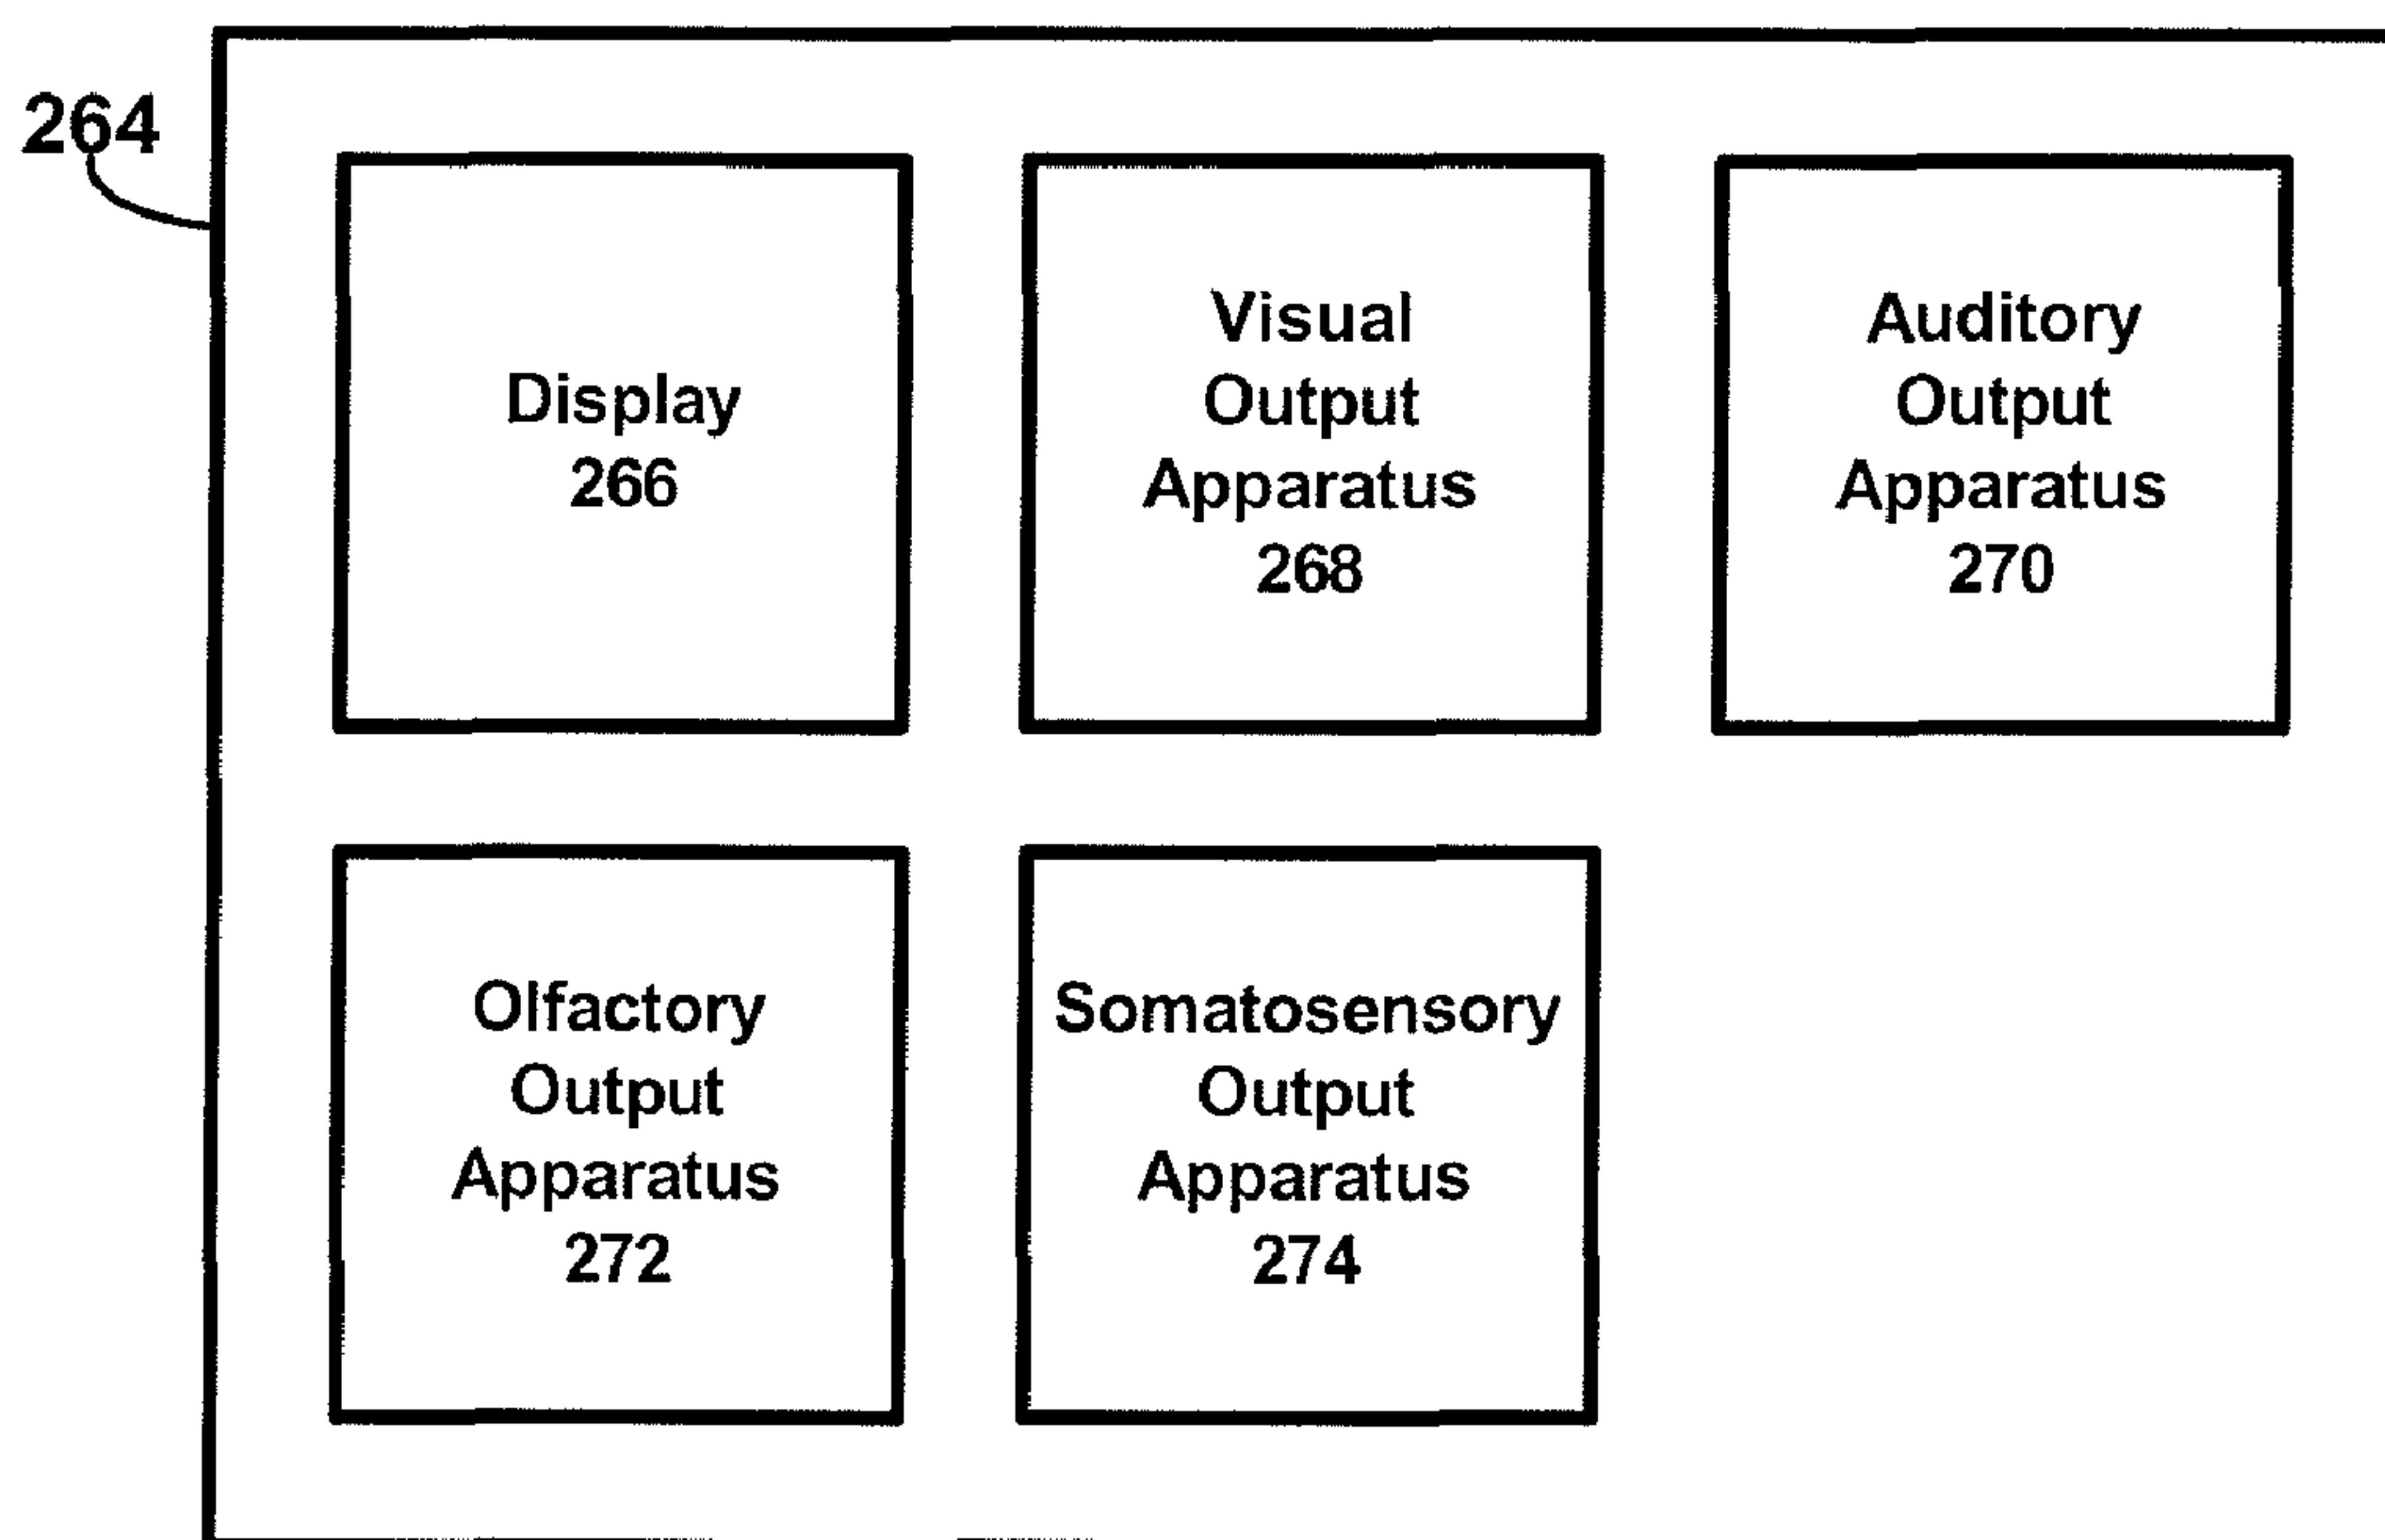 264
Display
266
Visual
Output
Apparatus
268
Auditory
Output
Apparatus
270
Olfactory
Output
Apparatus
272
Somatosensory
Output
Apparatus
274